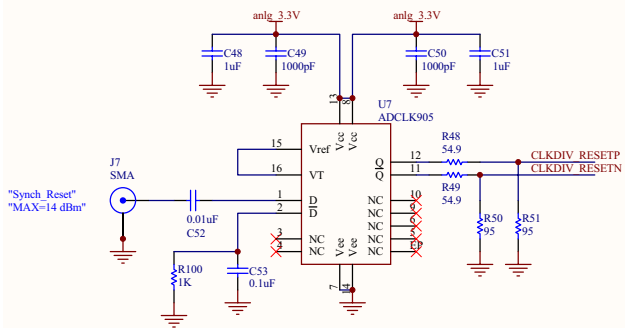 anlg_3.3V
anlg_3.3V
C48
1uF
C49
1000pF
C50
1000pF
C51
1uF
13
8
U7
ADCLK905
Vcc
Vcc
15
Vref
16
VT
Q
12
R48
54.9
CLKDIV_RESETP
Q
11
CLKDIV_RESETN
R49
54.9
J7
SMA
"Synch_Reset"
"MAX=14 dBm"
0.01uF
C52
1
D
2
D
NC
10
NC
9
NC
6
3
NC
NC
5
4
NC
NC
EP
R50
95
R51
95
Vee
Vee
7
14
R100
1K
C53
0.1uF